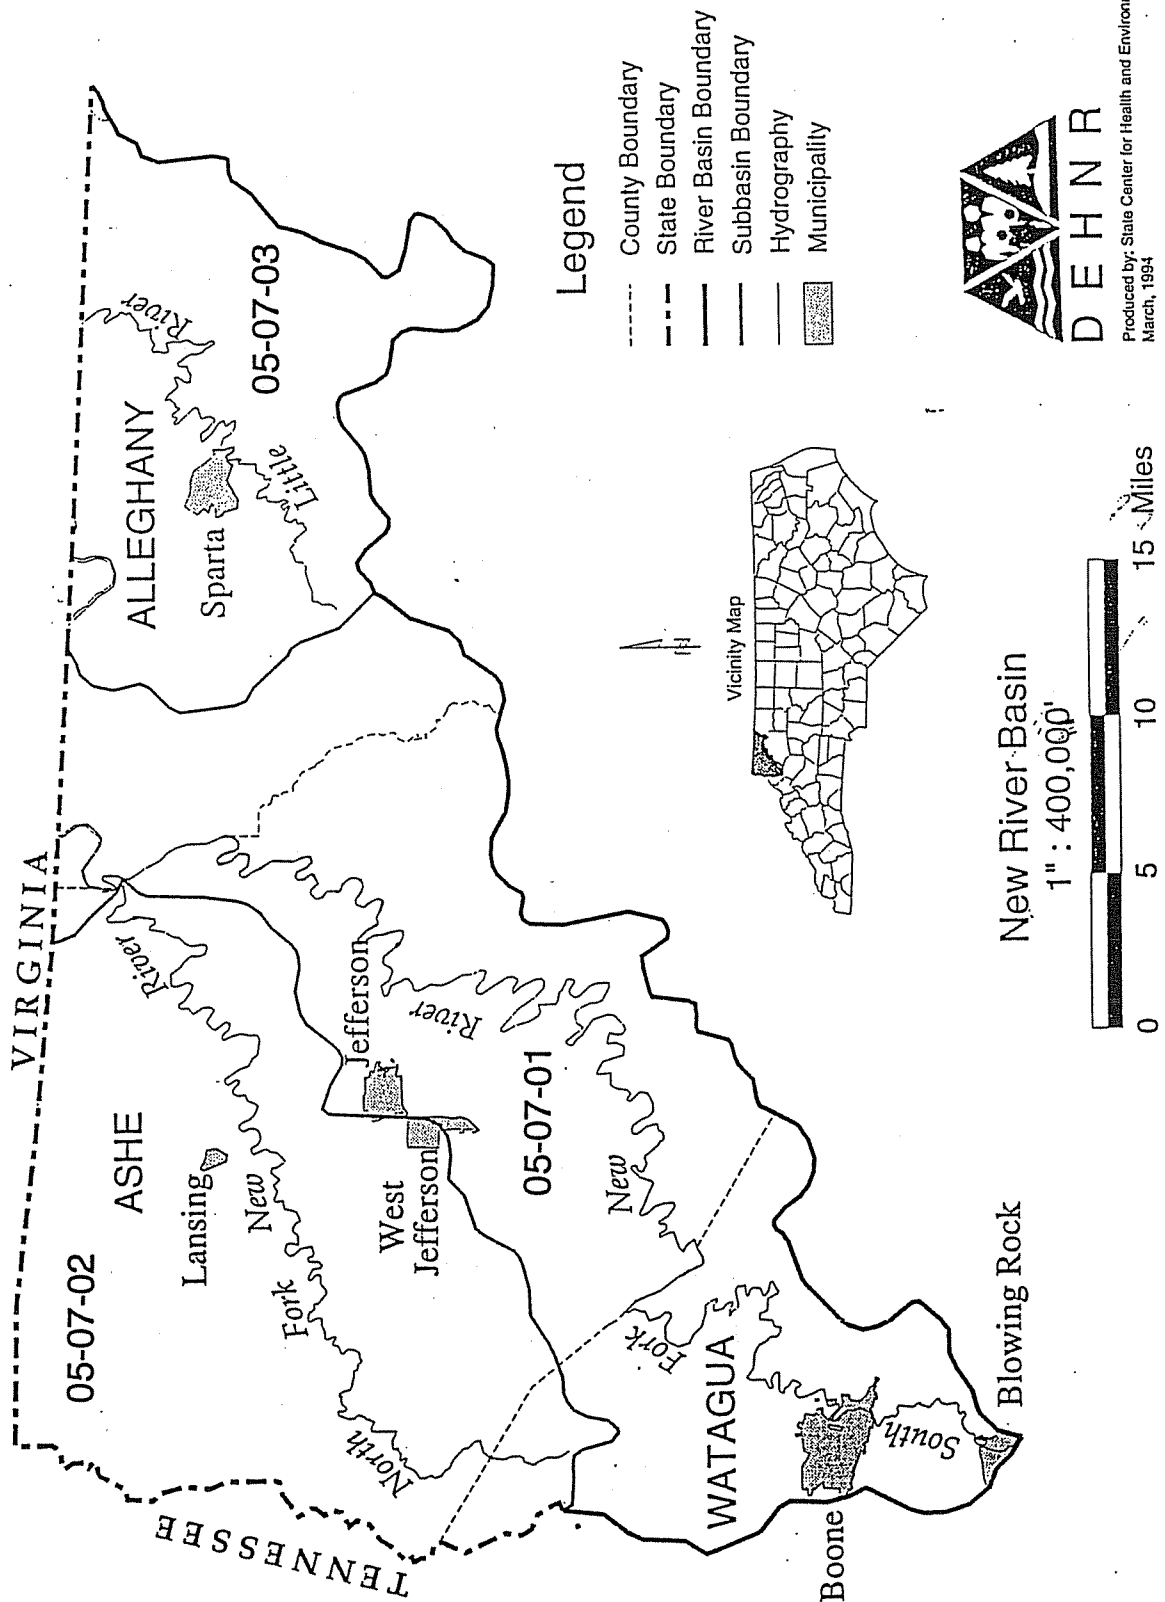 VIRGINIA
TENNESSEE
05-07-02
ASHE
ALLEGHANY
Lansing
Sparta
River
River
05-07-03
Little
North
Fork
New
Jefferson
West
Jefferson
River
05-07-01
New
Fork
WATAGUA
Boone
South
Blowing Rock
Legend
County Boundary
State Boundary
River Basin Boundary
Subbasin Boundary
Hydrography
Municipality
Vicinity Map
N
New River Basin
1" : 400,000'
0 5 10 15 Miles
DEHNR
Produced by: State Center for Health and Environ
March, 1994